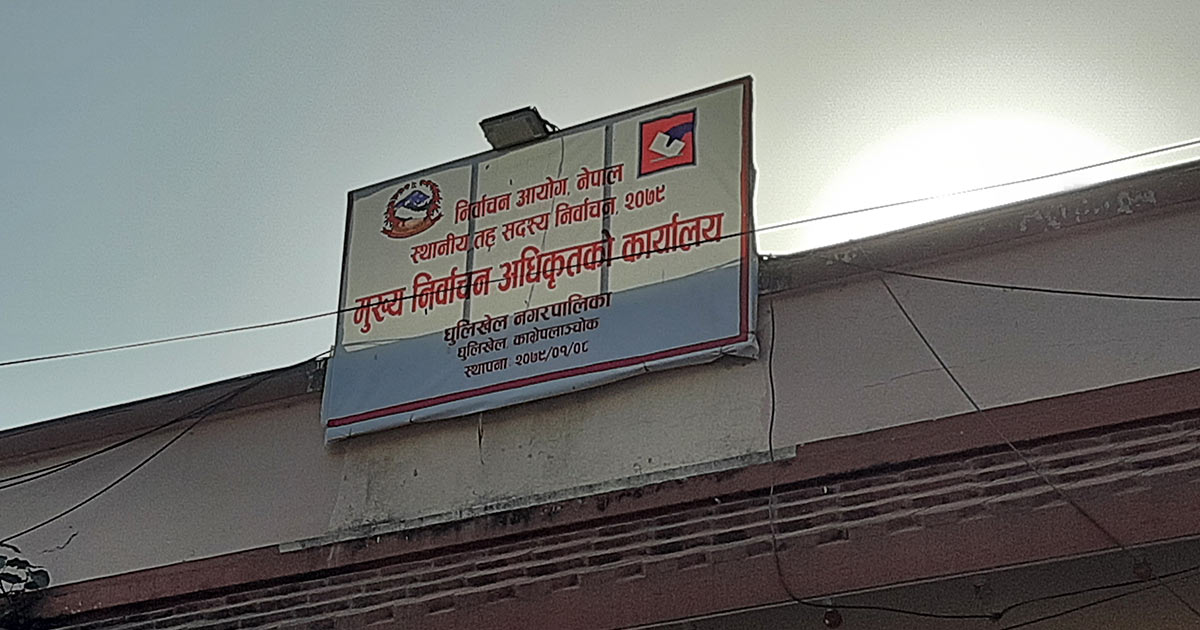 निर्वाचन आयोग, नेपाल
स्थानीय तह सदस्य निर्वाचन, २०७९
मुख्य निर्वाचन अधिकृतको कार्यालय
धुलिखेल नगरपालिका
धुलिखेल, काभ्रेपलाञ्चोक
स्थापना: २०७९/०१/०८